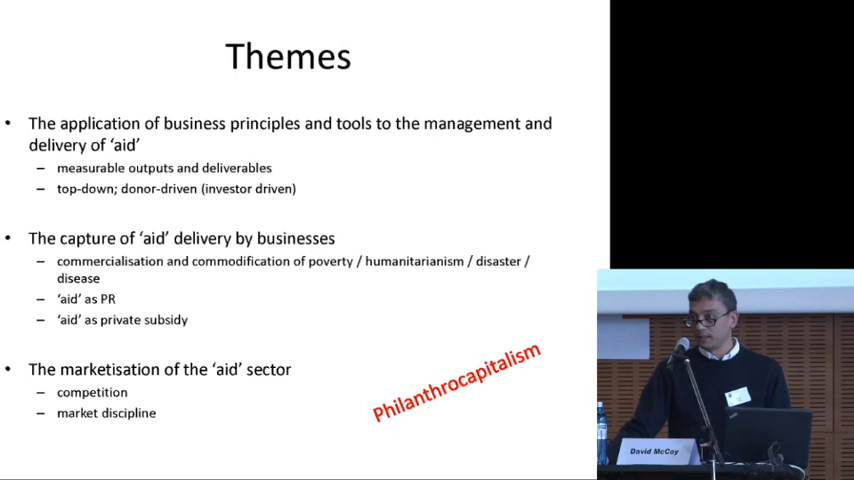 Themes
• The application of business principles and tools to the management and
delivery of ‘aid’
– measurable outputs and deliverables
– top-down; donor-driven (investor driven)
• The capture of ‘aid’ delivery by businesses
– commercialisation and commodification of poverty / humanitarianism / disaster /
disease
– ‘aid’ as PR
– ‘aid’ as private subsidy
• The marketisation of the ‘aid’ sector
– competition
– market discipline
Philanthrocapitalism
David McCoy